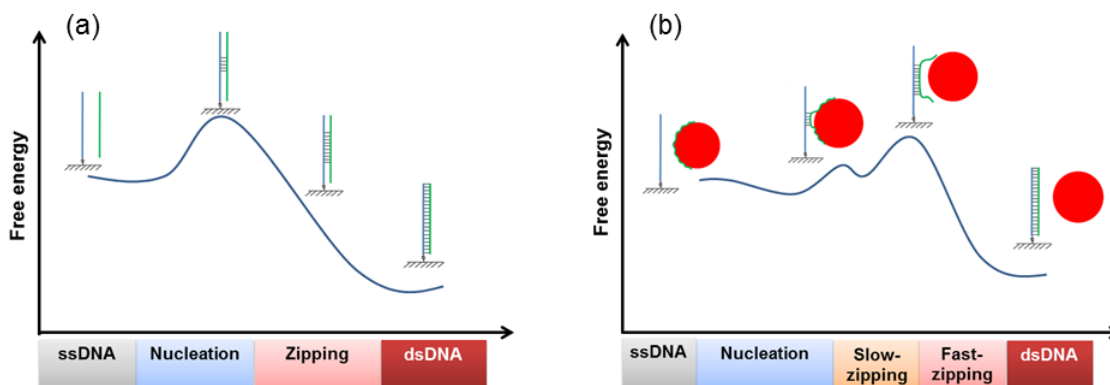 (a)
Free energy
ssDNA
Nucleation
Zipping
dsDNA
(b)
Free energy
ssDNA
Nucleation
Slow-
zipping
Fast-
zipping
dsDNA